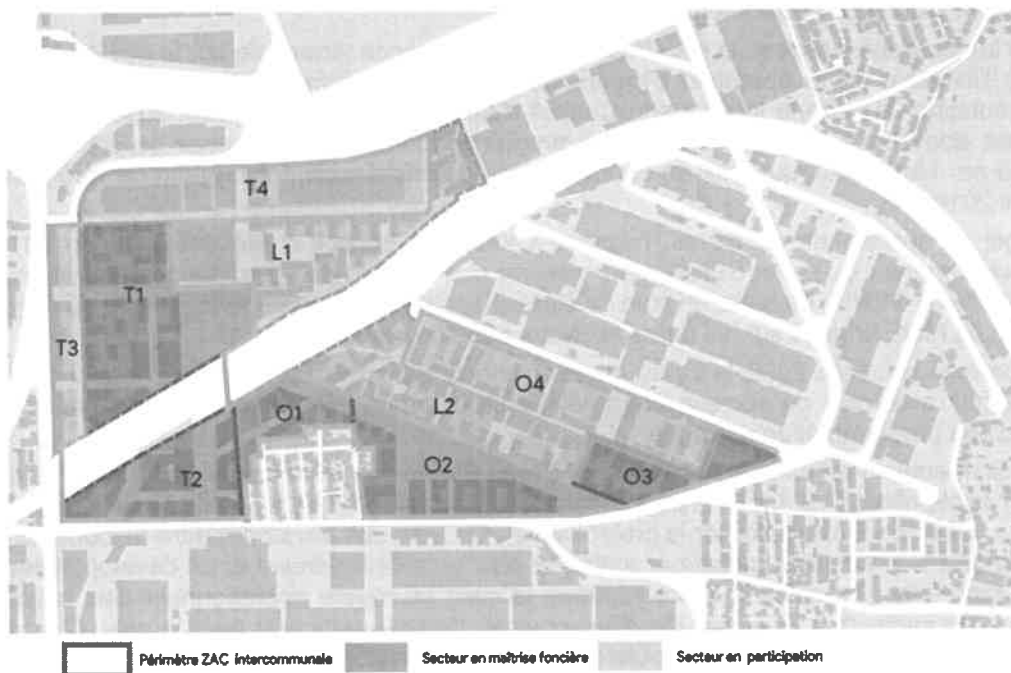 T4
L1
T1
T3
O4
O1
L2
O2
O3
T2
Périmètre ZAC intercommunale
Secteur en maîtrise foncière
Secteur en participation